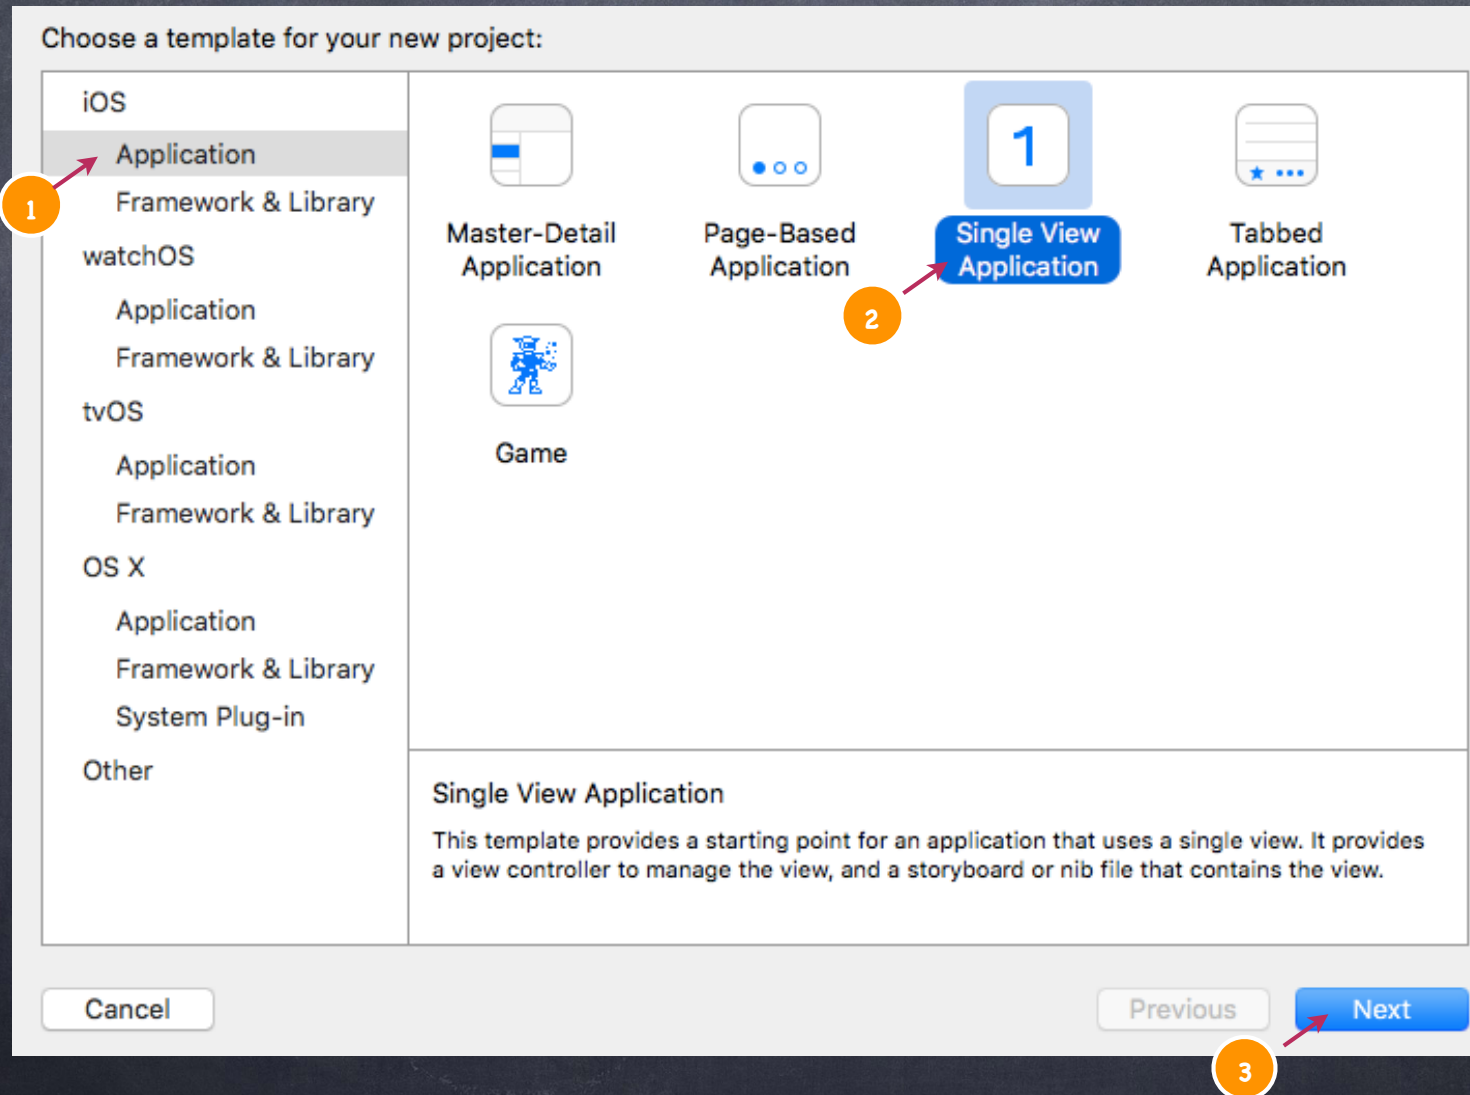 Choose a template for your new project:
iOS
Application
1
Framework & Library
watchOS
Application
Framework & Library
tvOS
Application
Framework & Library
OS X
Application
Framework & Library
System Plug-in
Other
Master-Detail
Application
Page-Based
Application
1
Single View
Application
2
Tabbed
Application
Game
Single View Application
This template provides a starting point for an application that uses a single view. It provides
a view controller to manage the view, and a storyboard or nib file that contains the view.
Cancel
Previous
Next
3